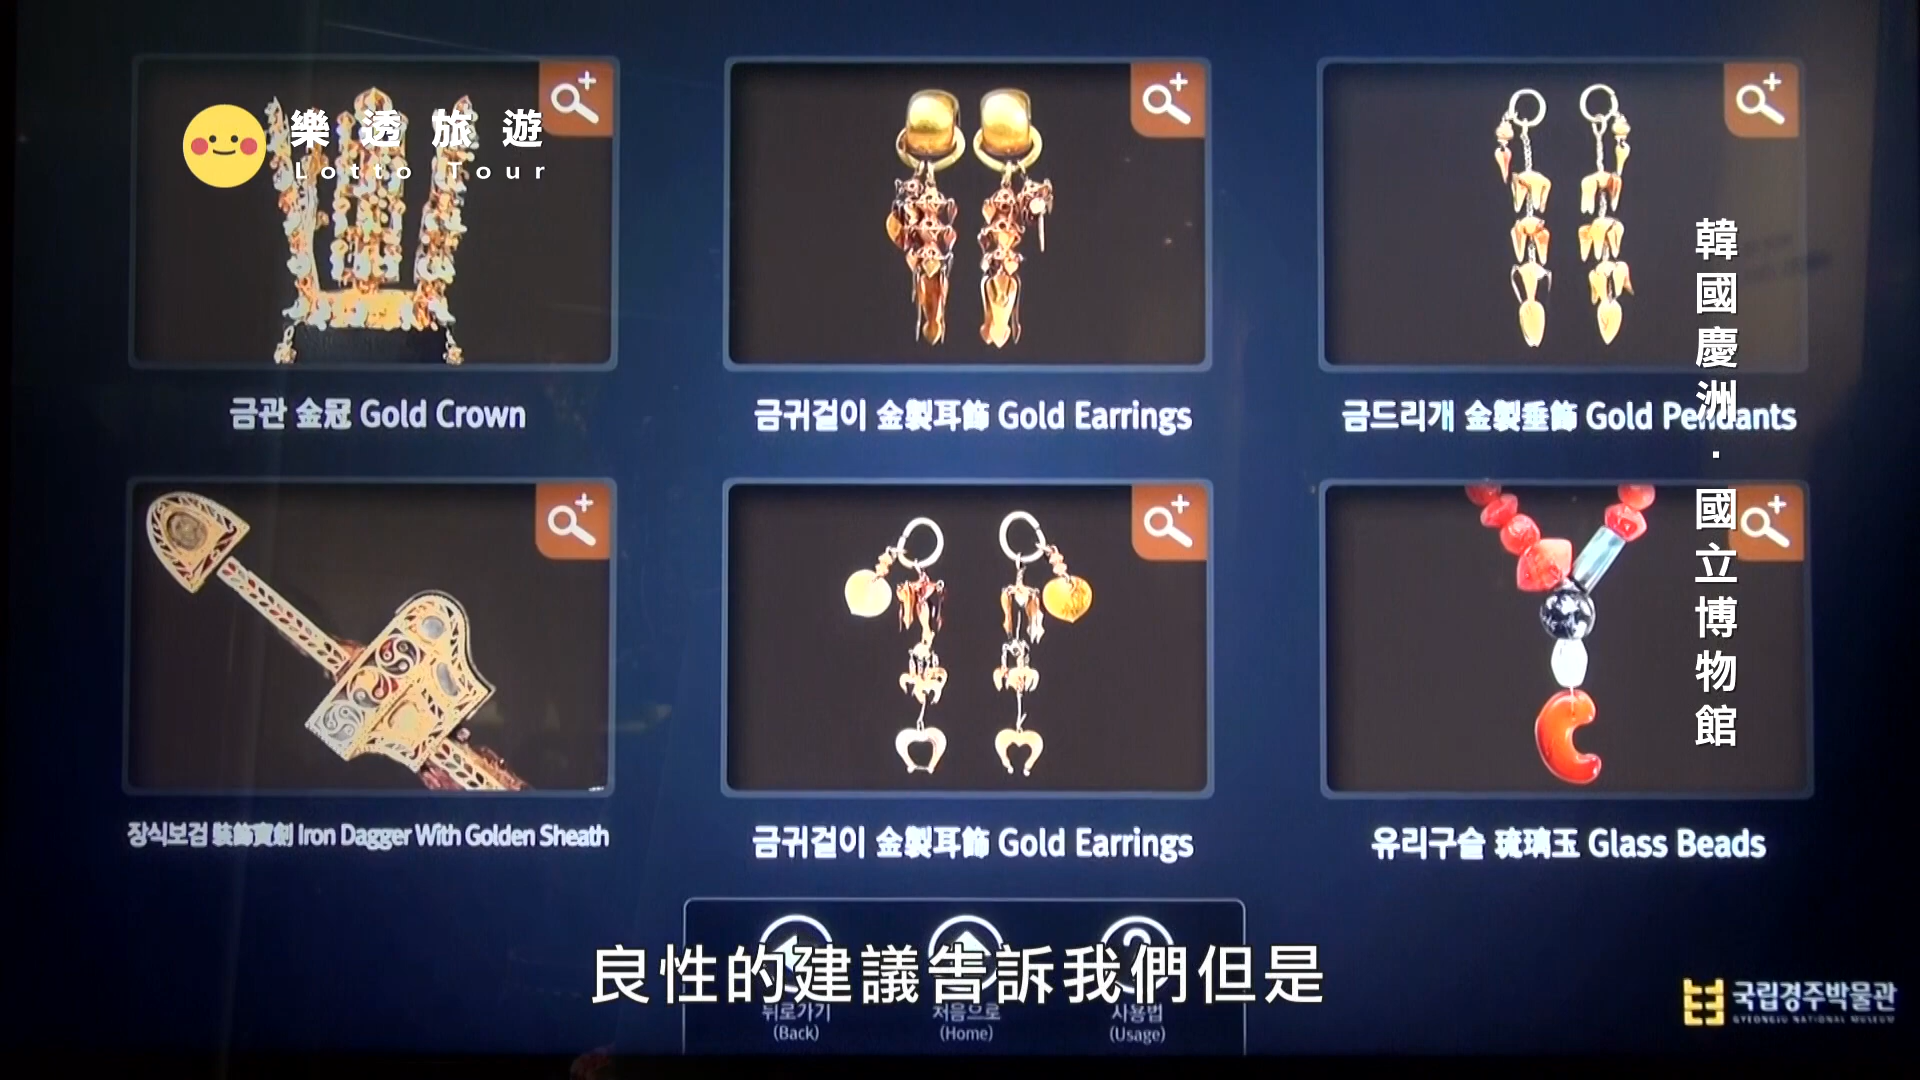 樂透旅遊
Lotto Tour
韓國慶洲·國立博物館
금관 金冠 Gold Crown
금귀걸이 金製耳飾 Gold Earrings
금드리개 金製垂飾 Gold Pendants
장식보검 裝飾寶劍 Iron Dagger With Golden Sheath
금귀걸이 金製耳飾 Gold Earrings
유리구슬 琉璃玉 Glass Beads
良性的建議告訴我們但是
뒤로가기
(Back)
처음으로
(Home)
사용법
(Usage)
국립경주박물관
GYEONGJU NATIONAL MUSEUM